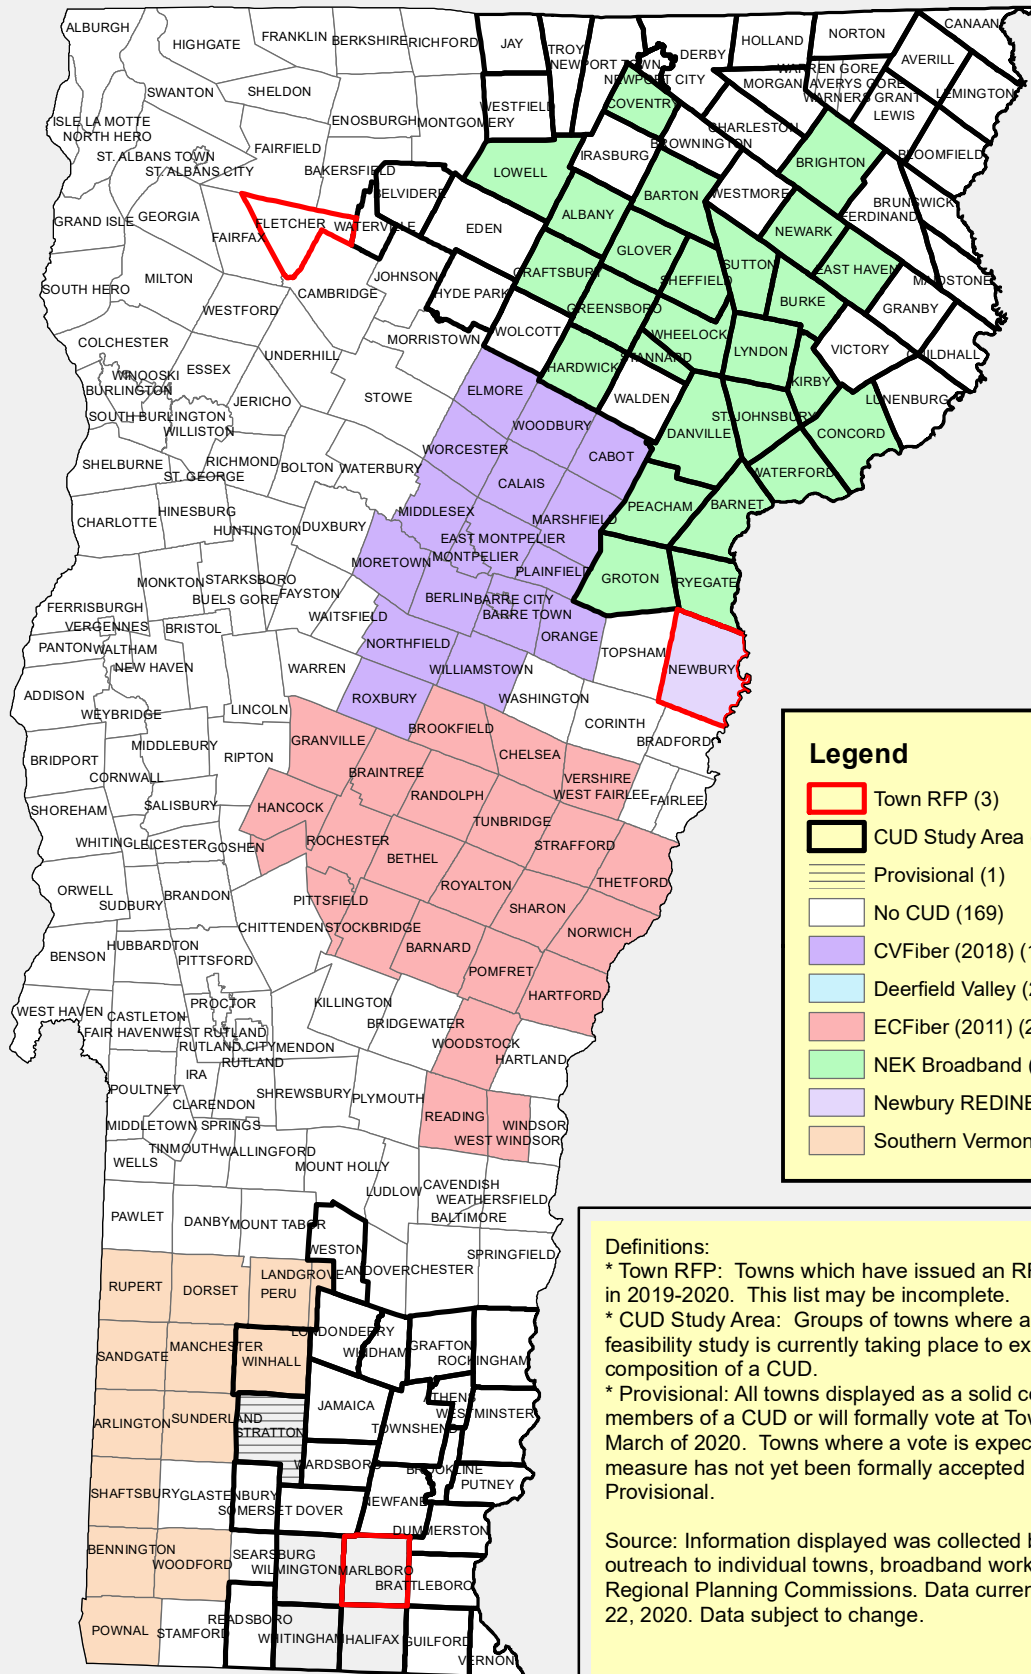 ALBURGH
HIGHGATE
FRANKLIN
BERKSHIRE
RICHFORD
JAY
TROY
NEWPORT TOWN
NEWPORT CITY
DERBY
HOLLAND
NORTON
CANAAN
WARREN GORE
AVERILL
MORGAN
AVERYS GORE
WARNERS GRANT
LEMINGTON
LEWIS
SWANTON
SHELDON
ENOSBURGH
MONTGOMERY
WESTFIELD
COVENTRY
ISLE LA MOTTE
NORTH HERO
FAIRFIELD
ST. ALBANS TOWN
ST. ALBANS CITY
BAKERSFIELD
BELVIDERE
LOWELL
IRASBURG
BROWNINGTON
CHARLESTON
BRIGHTON
BLOOMFIELD
BRUNSWICK
FERDINAND
GRAND ISLE
GEORGIA
FAIRFAX
FLETCHER
WATERVILLE
EDEN
ALBANY
BARTON
WESTMORE
NEWARK
EAST HAVEN
MAIDSTONE
SOUTH HERO
MILTON
WESTFORD
CAMBRIDGE
JOHNSON
HYDE PARK
CRAFTSBURY
GLOVER
SHEFFIELD
SUTTON
BURKE
GRANBY
GREENSBORO
WHEELOCK
COLCHESTER
UNDERHILL
MORRISTOWN
WOLCOTT
STANNARD
HARDWICK
LYNDON
VICTORY
GUILDHALL
WINOOSKI
BURLINGTON
ESSEX
JERICHO
STOWE
ELMORE
WALDEN
KIRBY
LUNENBURG
SOUTH BURLINGTON
WILLISTON
WOODBURY
ST. JOHNSBURY
DANVILLE
CONCORD
SHELBURNE
RICHMOND
ST. GEORGE
BOLTON
WATERBURY
WORCESTER
CABOT
CALAIS
WATERFORD
CHARLOTTE
HINESBURG
HUNTINGTON
DUXBURY
MIDDLESEX
MARSHFIELD
PEACHAM
BARNET
EAST MONTPELIER
MONTPELIER
MORETOWN
PLAINFIELD
GROTON
RYEGATE
MONKTON
STARKSBORO
BUELS GORE
FAYSTON
BERLIN
BARRE CITY
BARRE TOWN
FERRISBURGH
VERGENNES
BRISTOL
WAITSFIELD
NORTHFIELD
ORANGE
TOPSHAM
NEWBURY
PANTON
WALTHAM
NEW HAVEN
WARREN
WILLIAMSTOWN
ADDISON
WEYBRIDGE
LINCOLN
ROXBURY
WASHINGTON
CORINTH
BRADFORD
BRIDPORT
MIDDLEBURY
CORNWALL
RIPTON
GRANVILLE
BROOKFIELD
CHELSEA
VERSHIRE
WEST FAIRLEE
FAIRLEE
SHOREHAM
SALISBURY
HANCOCK
BRAINTREE
RANDOLPH
TUNBRIDGE
WHITING
LEICESTER
GOSHEN
ROCHESTER
BETHEL
STRAFFORD
THETFORD
ORWELL
SUDBURY
BRANDON
PITTSFIELD
ROYALTON
SHARON
NORWICH
CHITTENDEN
STOCKBRIDGE
BARNARD
HUBBARDTON
BENSON
PITTSFORD
POMFRET
HARTFORD
WEST HAVEN
CASTLETON
PROCTOR
KILLINGTON
BRIDGEWATER
WOODSTOCK
HARTLAND
FAIR HAVEN
WEST RUTLAND
RUTLAND CITY
MENDON
RUTLAND
IRA
POULTNEY
CLARENDON
SHREWSBURY
PLYMOUTH
READING
WINDSOR
WEST WINDSOR
MIDDLETOWN SPRINGS
TINMOUTH
WALLINGFORD
WELLS
MOUNT HOLLY
LUDLOW
CAVENDISH
WEATHERSFIELD
BALTIMORE
PAWLET
DANBY
MOUNT TABOR
WESTON
ANDOVER
CHESTER
SPRINGFIELD
RUPERT
DORSET
LANDGROVE
PERU
LONDONDERRY
WINDHAM
GRAFTON
ROCKINGHAM
SANDGATE
MANCHESTER
WINHALL
JAMAICA
ATHENS
WESTMINSTER
ARLINGTON
SUNDERLAND
STRATTON
TOWNSHEND
WARDSBORO
BROOKLINE
PUTNEY
SHAFTSBURY
GLASTENBURY
SOMERSET
DOVER
NEWFANE
DUMMERSTON
BENNINGTON
WOODFORD
SEARSBURG
WILMINGTON
MARLBORO
BRATTLEBORO
POWNAL
STAMFORD
READSBORO
WHITINGHAM
HALIFAX
GUILFORD
VERNON
Legend
Town RFP (3)
CUD Study Area
Provisional (1)
No CUD (169)
CVFiber (2018) (1
Deerfield Valley (2
ECFiber (2011) (2
NEK Broadband (
Newbury REDINE
Southern Vermon
Definitions:
* Town RFP: Towns which have issued an RF
in 2019-2020. This list may be incomplete.
* CUD Study Area: Groups of towns where a
feasibility study is currently taking place to ex
composition of a CUD.
* Provisional: All towns displayed as a solid co
members of a CUD or will formally vote at Tow
March of 2020. Towns where a vote is expec
measure has not yet been formally accepted
Provisional.
Source: Information displayed was collected b
outreach to individual towns, broadband work
Regional Planning Commissions. Data curren
22, 2020. Data subject to change.